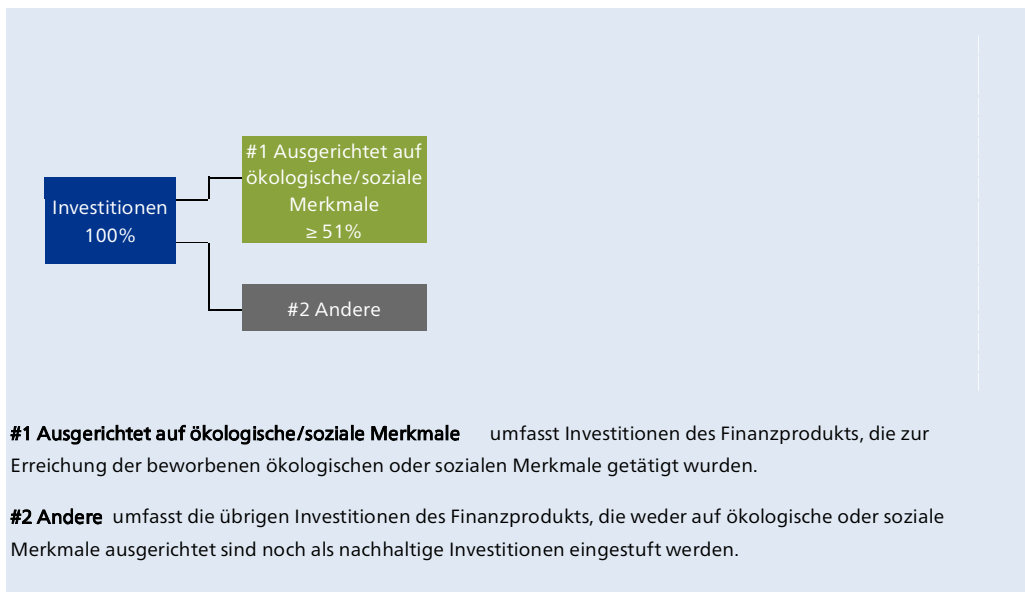 #1 Ausgerichtet auf
ökologische/soziale
Merkmale
≥ 51%
Investitionen
100%
#2 Andere
#1 Ausgerichtet auf ökologische/soziale Merkmale umfasst Investitionen des Finanzprodukts, die zur
Erreichung der beworbenen ökologischen oder sozialen Merkmale getätigt wurden.
#2 Andere umfasst die übrigen Investitionen des Finanzprodukts, die weder auf ökologische oder soziale
Merkmale ausgerichtet sind noch als nachhaltige Investitionen eingestuft werden.